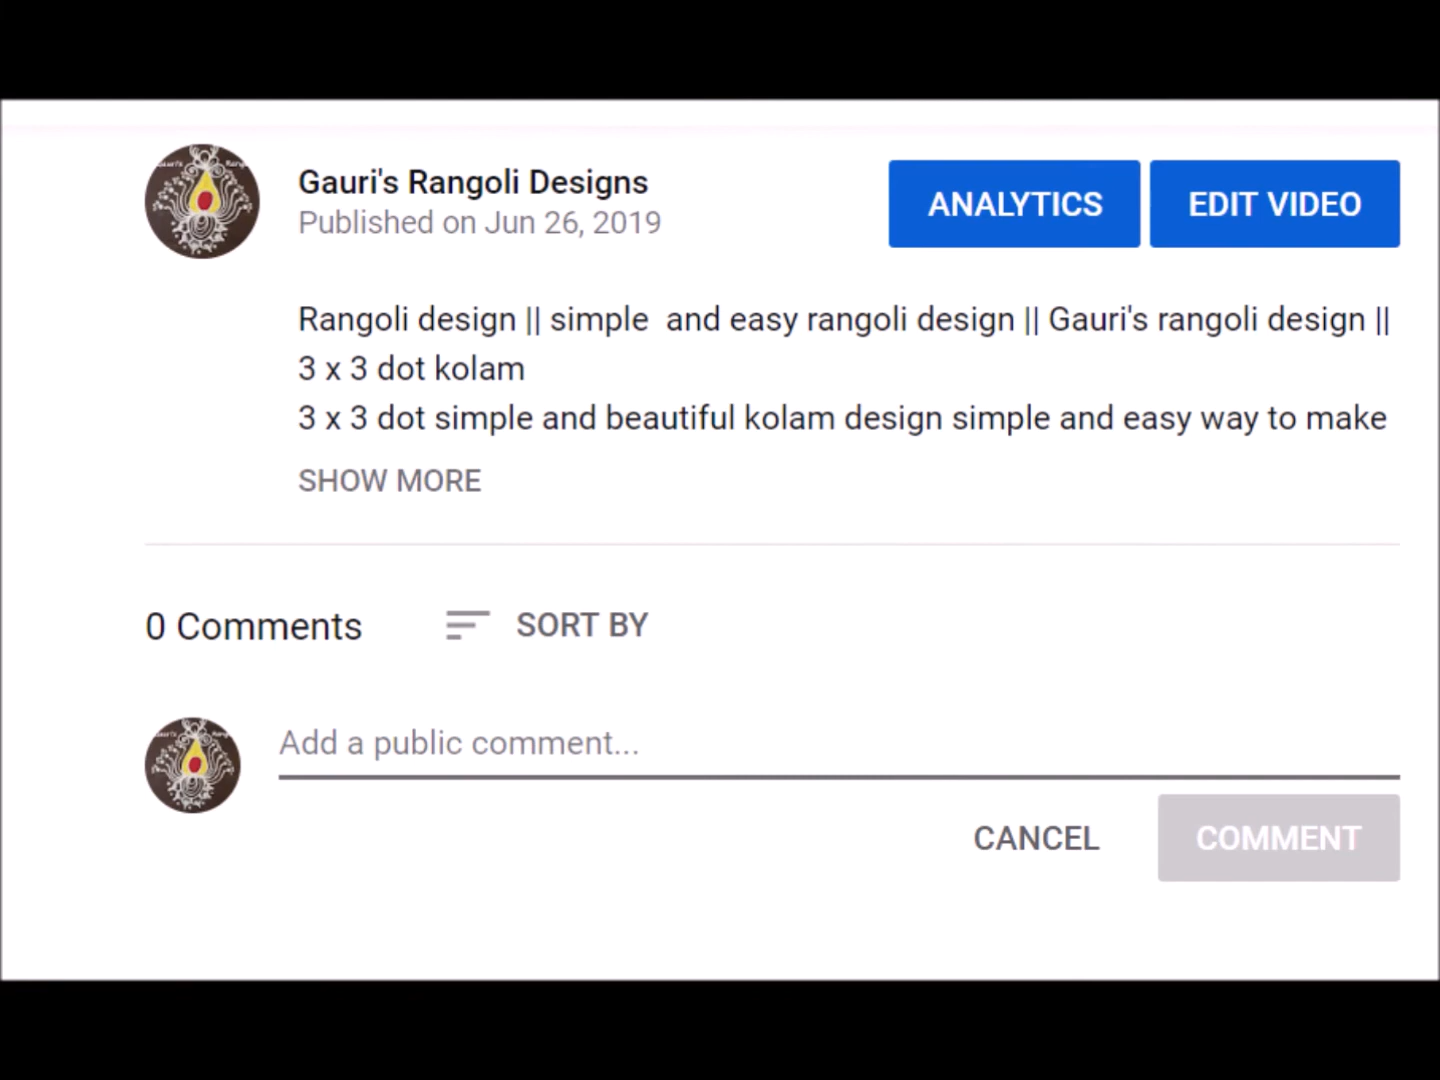 Gauri's Rangoli Designs
Published on Jun 26, 2019
ANALYTICS
EDIT VIDEO
Rangoli design || simple  and easy rangoli design || Gauri's rangoli design ||
3 x 3 dot kolam
3 x 3 dot simple and beautiful kolam design simple and easy way to make
SHOW MORE
0 Comments
SORT BY
Add a public comment...
CANCEL
COMMENT